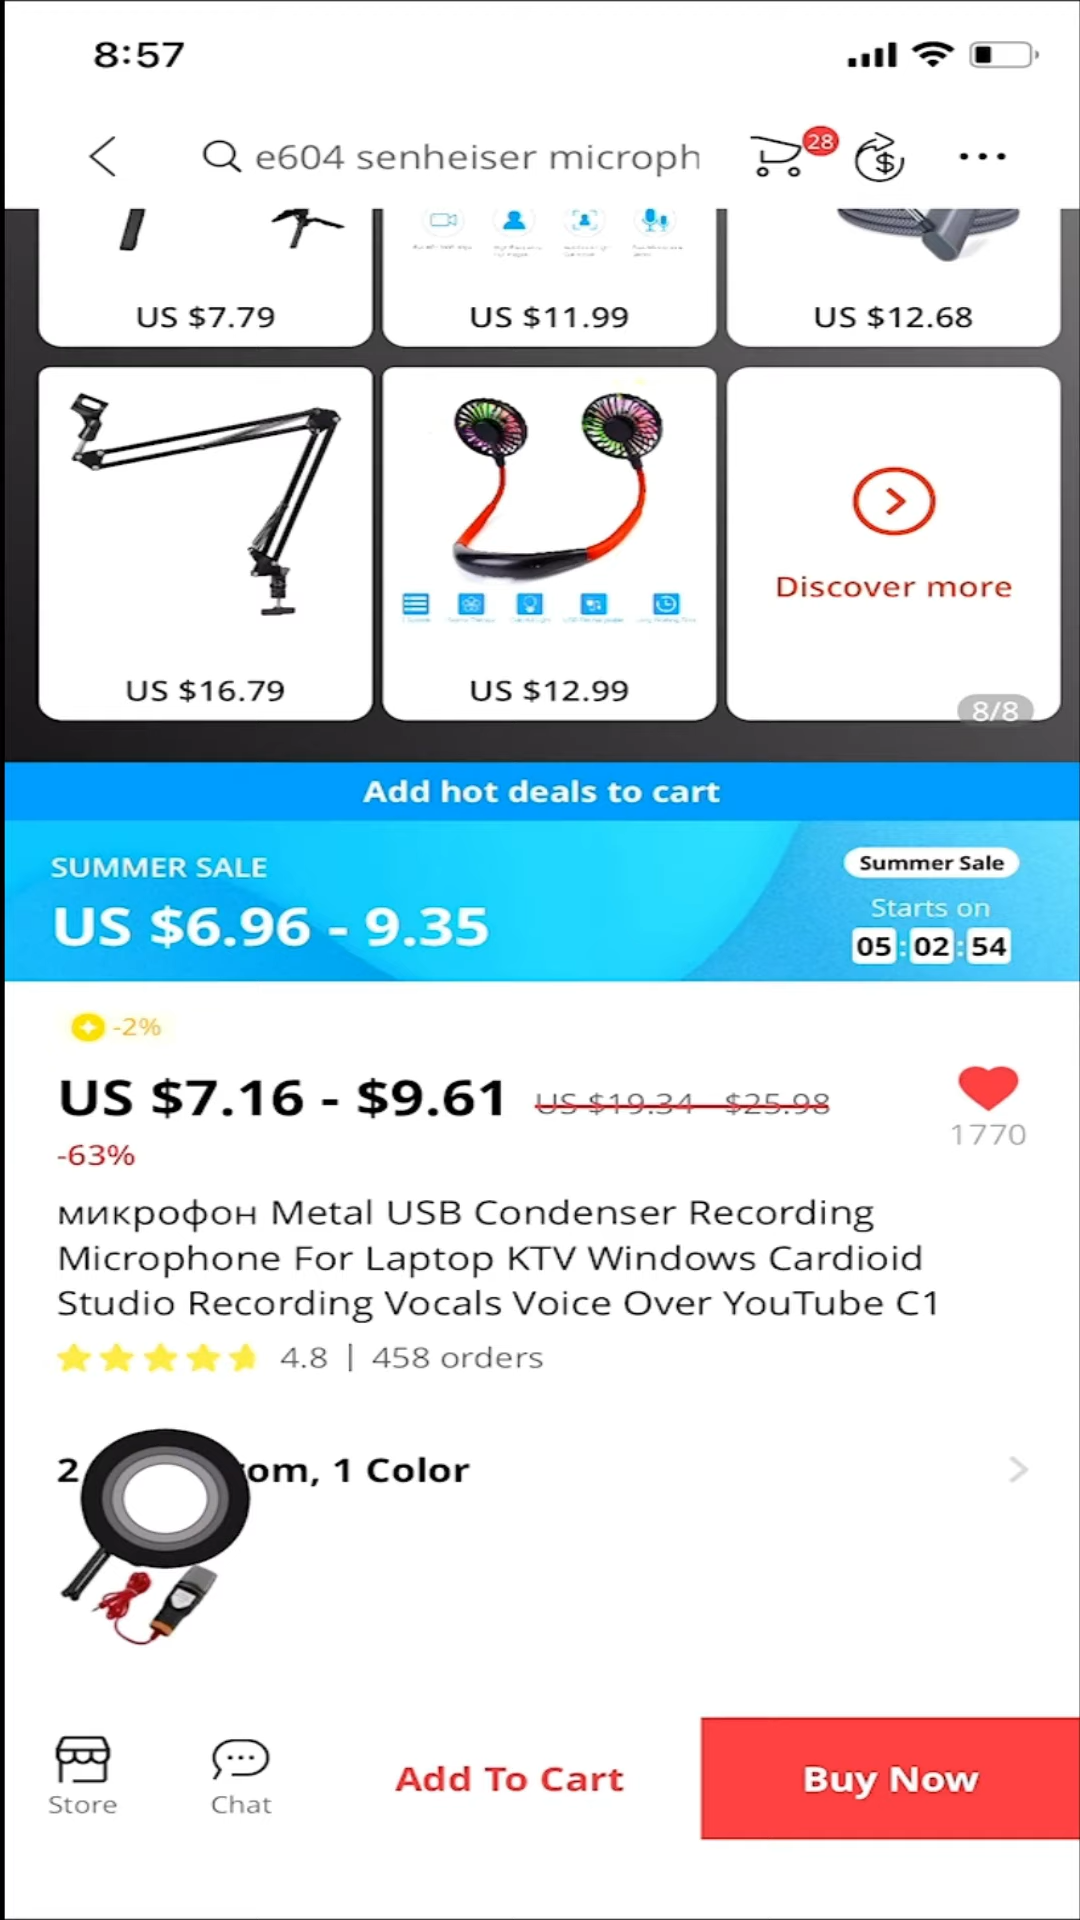 8:57
e604 senheiser microph
28
US $7.79
US $11.99
US $12.68
US $16.79
US $12.99
Discover more
8/8
Add hot deals to cart
SUMMER SALE
US $6.96 - 9.35
Summer Sale
Starts on
05:02:54
-2%
US $7.16 - $9.61
US $19.34 - $25.98
1770
-63%
микрофон Metal USB Condenser Recording
Microphone For Laptop KTV Windows Cardioid
Studio Recording Vocals Voice Over YouTube C1
4.8 | 458 orders
2 om, 1 Color
Store
Chat
Add To Cart
Buy Now